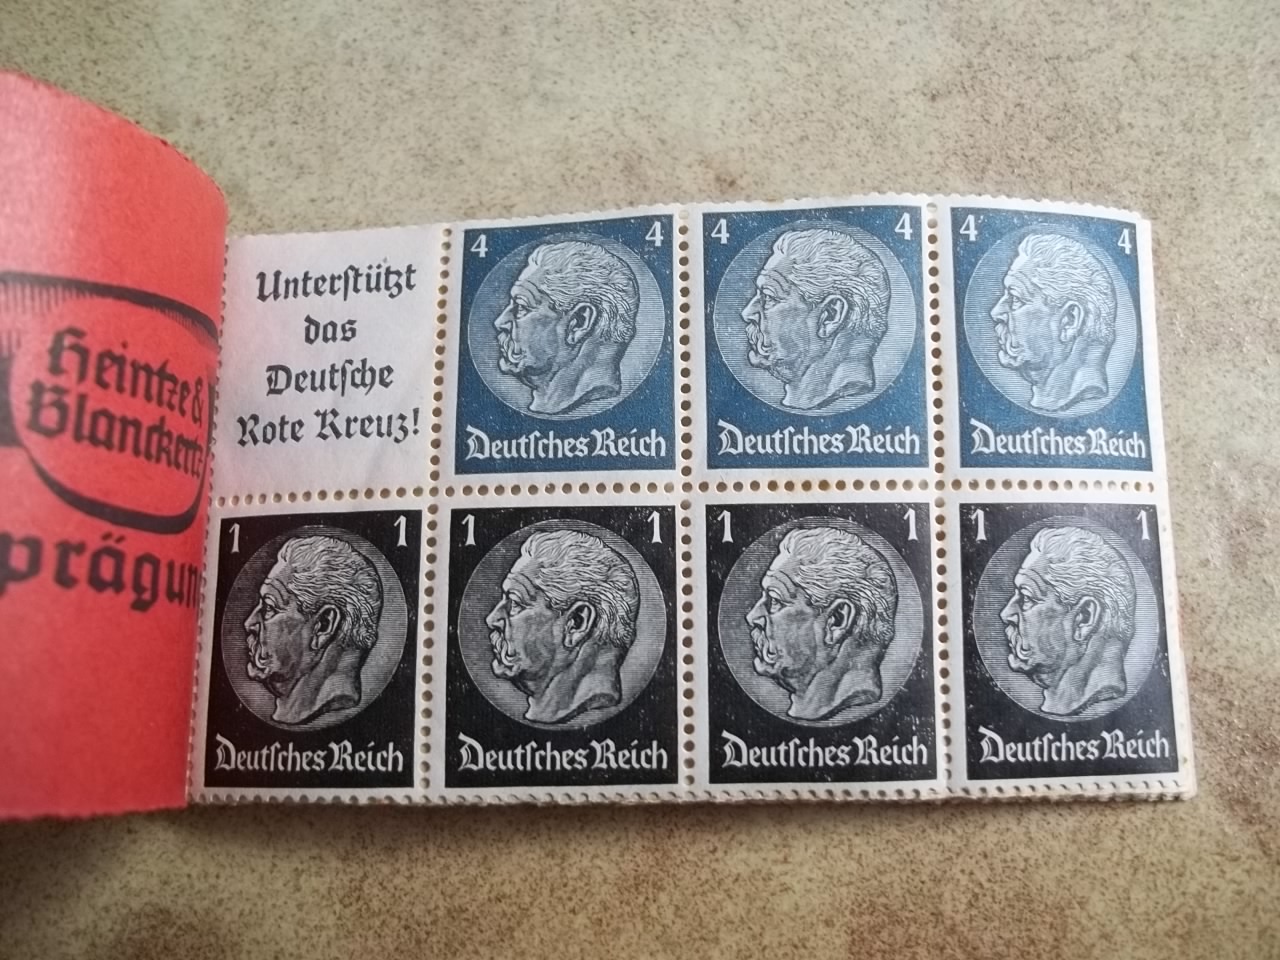 Heintze &
Blanckertz
prägun
Unterſtützt
das
Deutſche
Rote Kreuz!
4 4
Deutſches Reich
4 4
Deutſches Reich
4 4
Deutſches Reich
1 1
Deutſches Reich
1 1
Deutſches Reich
1 1
Deutſches Reich
1 1
Deutſches Reich